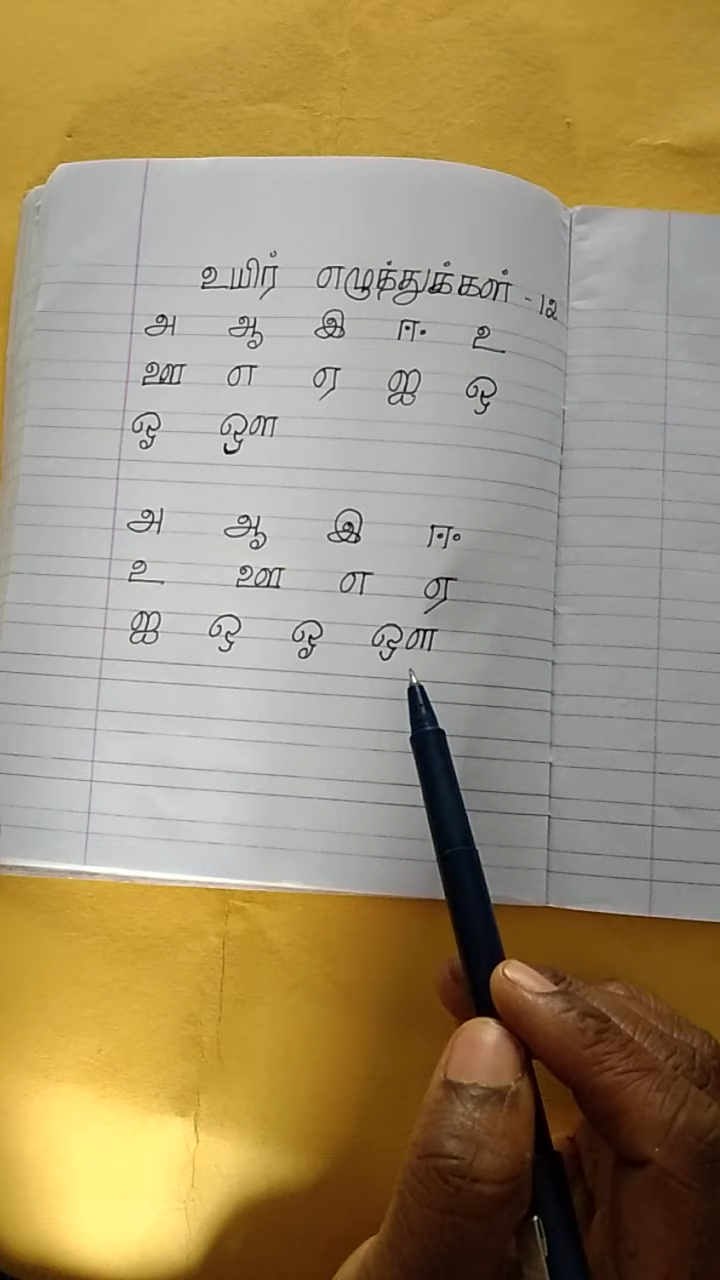 உயிர் எழுத்துக்கள் - 12
அ ஆ இ ஈ உ
ஊ எ ஏ ஐ ஒ
ஓ ஔ
அ ஆ இ ஈ
உ ஊ எ ஏ
ஐ ஒ ஓ ஔ